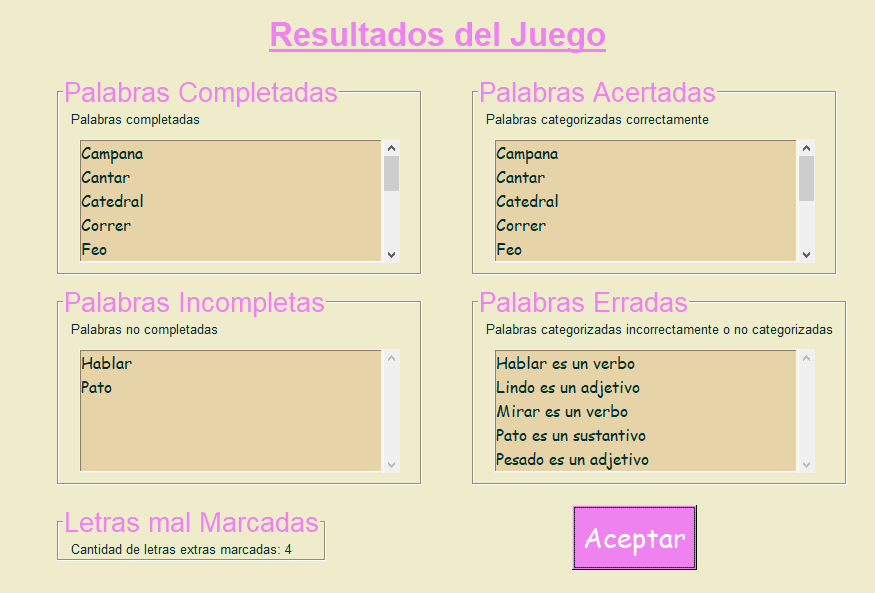 Resultados del Juego
Palabras Completadas
Palabras completadas
Campana
Cantar
Catedral
Correr
Feo
Palabras Acertadas
Palabras categorizadas correctamente
Campana
Cantar
Catedral
Correr
Feo
Palabras Incompletas
Palabras no completadas
Hablar
Pato
Palabras Erradas
Palabras categorizadas incorrectamente o no categorizadas
Hablar es un verbo
Lindo es un adjetivo
Mirar es un verbo
Pato es un sustantivo
Pesado es un adjetivo
Letras mal Marcadas
Cantidad de letras extras marcadas: 4
Aceptar